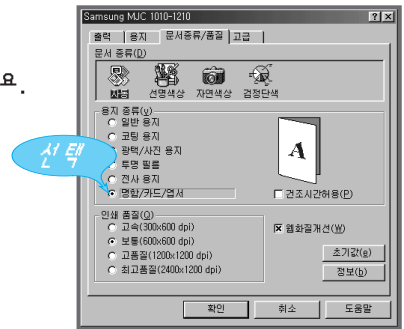 Samsung MJC 1010-1210
출력 용지 문서종류/품질 고급
문서 종류(D)
요.
자동 선명색상 자연색상 검정단색
용지 종류(y)
일반 용지
코팅 용지
광택/사진 용지
선택
투명 필름
전사 용지
명함/카드/엽서
A
건조시간허용(P)
인쇄 품질(Q)
고속(300x600 dpi)
보통(600x600 dpi)
고품질(1200x1200 dpi)
최고품질(2400x1200 dpi)
웹화질개선(W)
초기값(g)
정보(b)
확인 취소 도움말